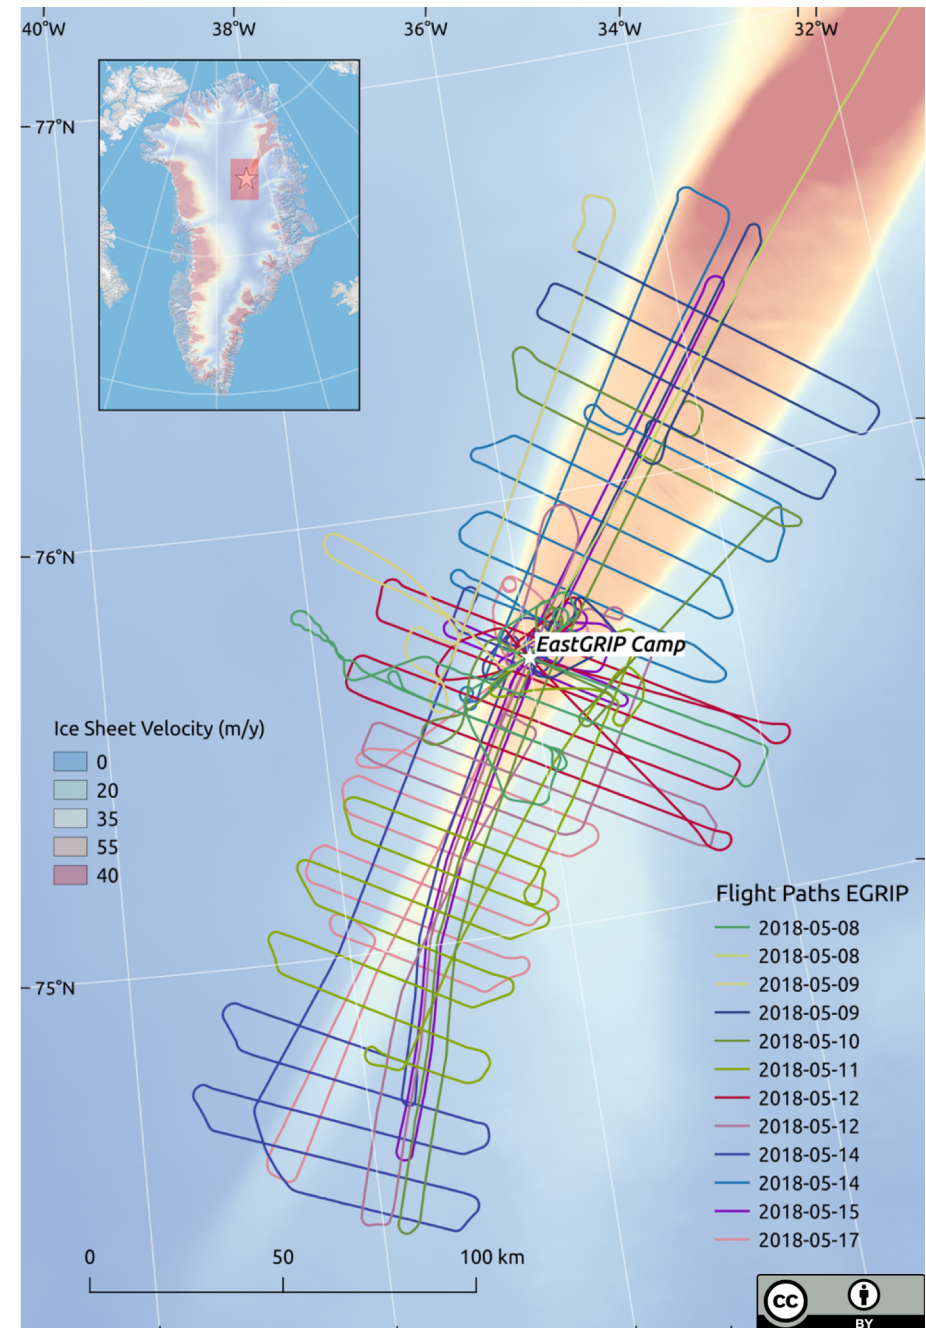 40°W
38°W
36°W
34°W
32°W
77°N
76°N
EastGRIP Camp
Ice Sheet Velocity (m/y)
0
20
35
55
40
75°N
Flight Paths EGRIP
2018-05-08
2018-05-08
2018-05-09
2018-05-09
2018-05-10
2018-05-11
2018-05-12
2018-05-12
2018-05-14
2018-05-14
2018-05-15
2018-05-17
0 50 100 km
cc
BY